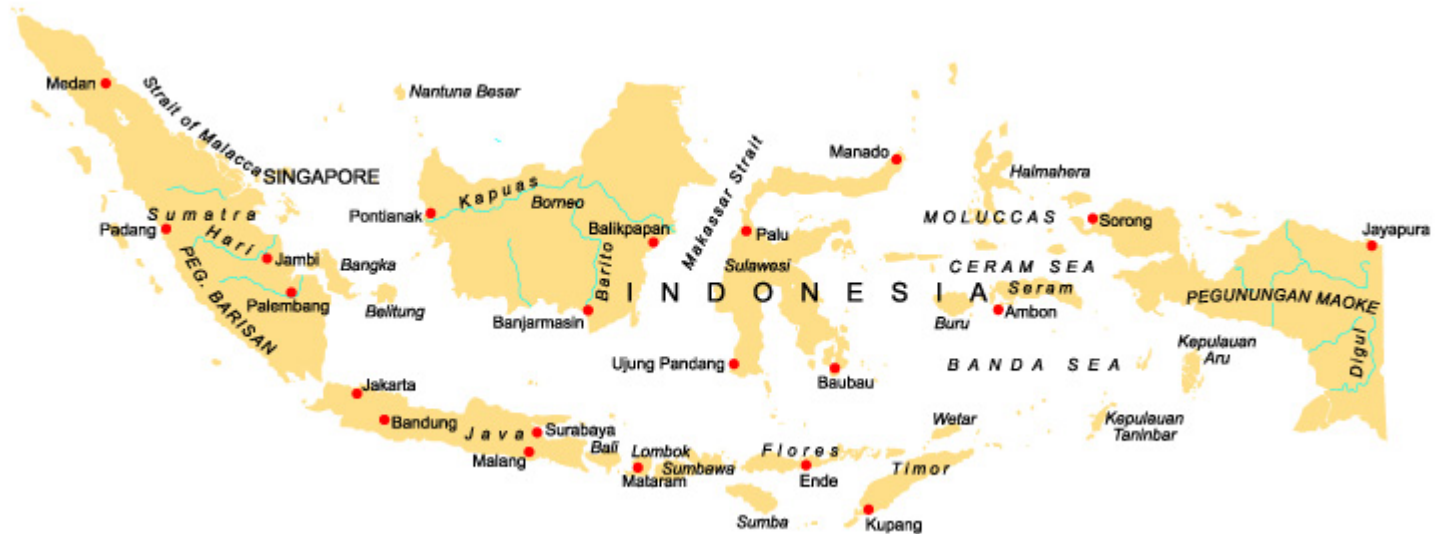 Medan
Strait of Malacca
Nantuna Besar
SINGAPORE
Manado
Halmahera
Makassar Strait
Kapuas
Borneo
Pontianak
Sumatra
Padang
Hari
Jambi
Bangka
Balikpapan
Palu
Sulawesi
MOLUCCAS
Sorong
Jayapura
PEG. BARISAN
Palembang
Belitung
Barito
Banjarmasin
INDONESIA
CERAM SEA
Seram
Buru
Ambon
PEGUNUNGAN MAOKE
Ujung Pandang
Baubau
BANDA SEA
Kepulauan
Aru
Digul
Jakarta
Bandung
Java
Surabaya
Malang
Bali
Lombok
Mataram
Sumbawa
Flores
Ende
Wetar
Timor
Kepulauan
Taninbar
Sumba
Kupang